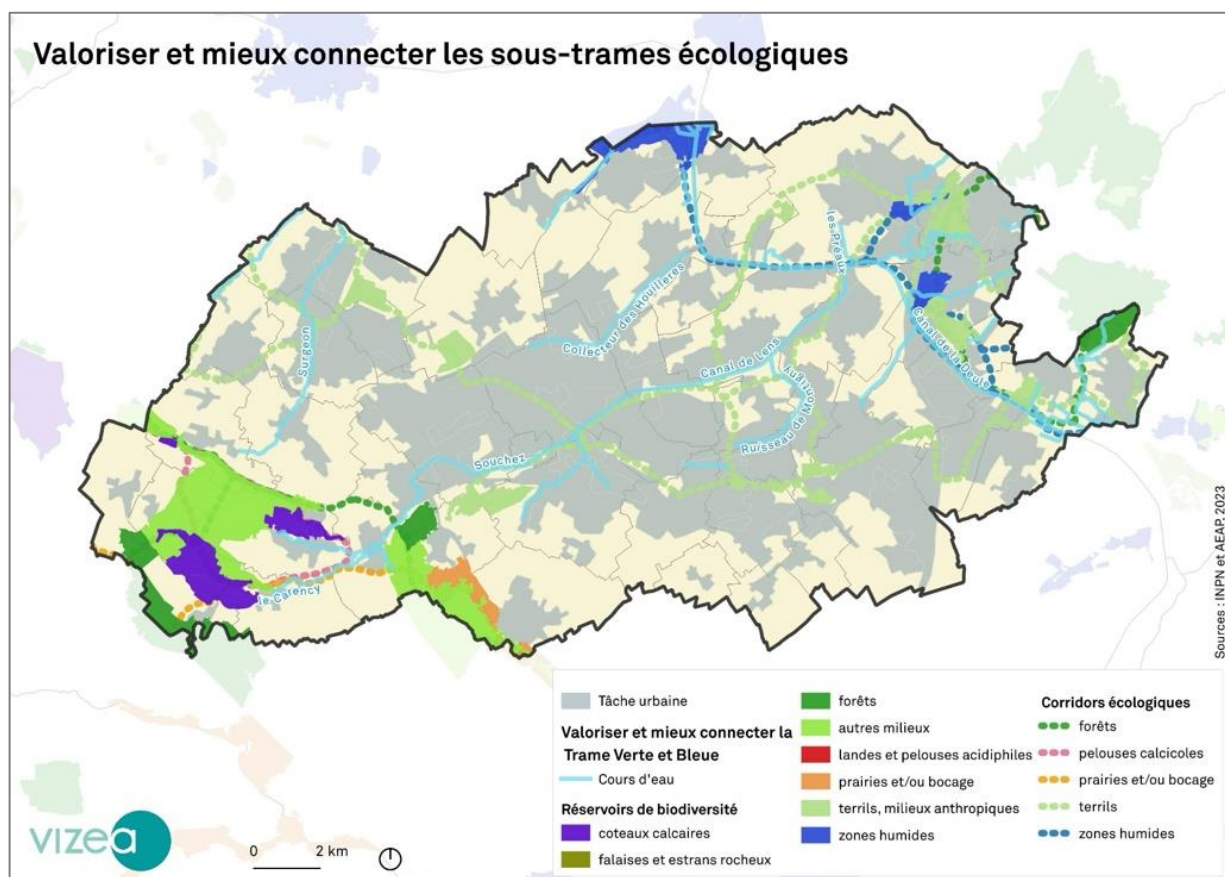 Valoriser et mieux connecter les sous-trames écologiques
les Préaux
Collecteur des Houillères
Surgeon
Canal de Lens
Canal de la Deule
Ruisseau de Montigny
Souchez
le Carency
Sources : INPN et AEAP, 2023
Tâche urbaine
Valoriser et mieux connecter la
Trame Verte et Bleue
Cours d'eau
Réservoirs de biodiversité
coteaux calcaires
falaises et estrans rocheux
forêts
autres milieux
landes et pelouses acidiphiles
prairies et/ou bocage
terrils, milieux anthropiques
zones humides
Corridors écologiques
forêts
pelouses calcicoles
prairies et/ou bocage
terrils
zones humides
vizea
0 2 km